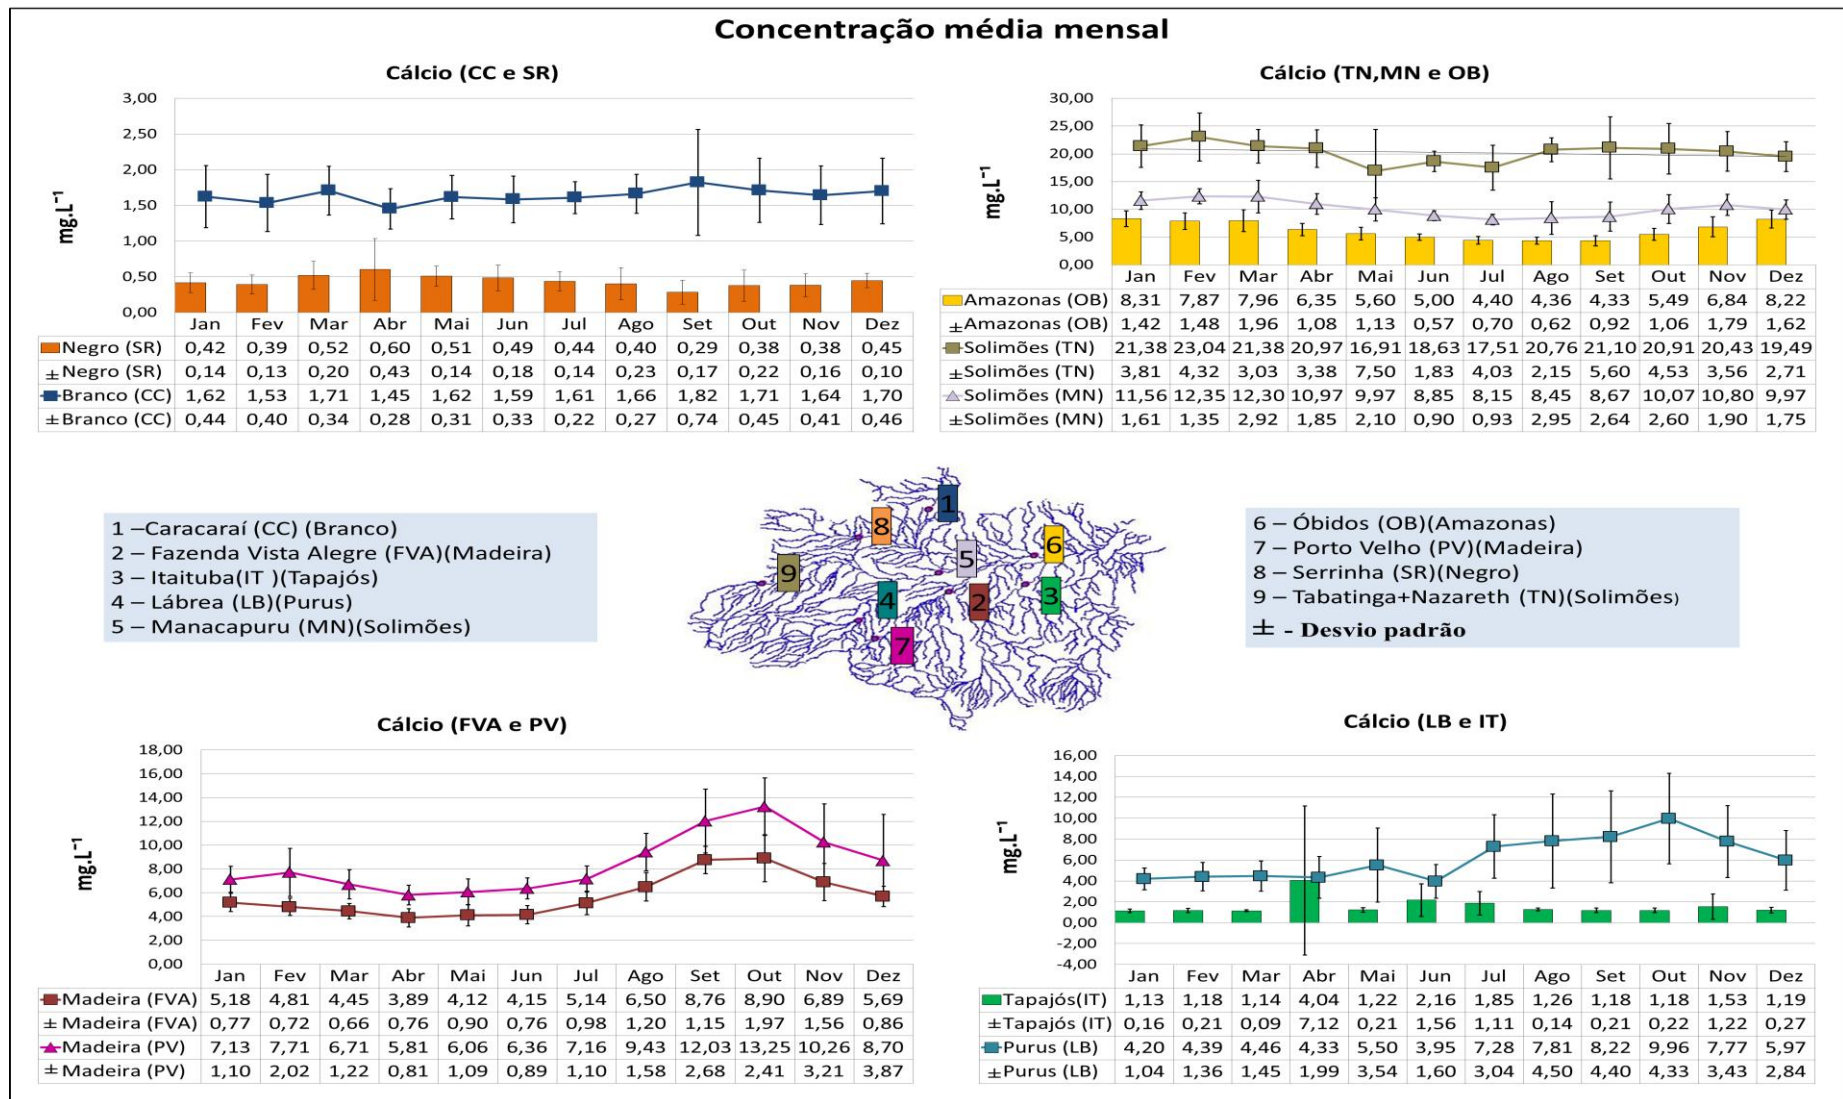 Concentração média mensal
Cálcio (CC e SR)
mg.L⁻¹
3,00
2,50
2,00
1,50
1,00
0,50
0,00
Jan Fev Mar Abr Mai Jun Jul Ago Set Out Nov Dez
Negro (SR) 0,42 0,39 0,52 0,60 0,51 0,49 0,44 0,40 0,29 0,38 0,38 0,45
± Negro (SR) 0,14 0,13 0,20 0,43 0,14 0,18 0,14 0,23 0,17 0,22 0,16 0,10
Branco (CC) 1,62 1,53 1,71 1,45 1,62 1,59 1,61 1,66 1,82 1,71 1,64 1,70
±Branco (CC) 0,44 0,40 0,34 0,28 0,31 0,33 0,22 0,27 0,74 0,45 0,41 0,46
Cálcio (TN,MN e OB)
mg.L⁻¹
30,00
25,00
20,00
15,00
10,00
5,00
0,00
Jan Fev Mar Abr Mai Jun Jul Ago Set Out Nov Dez
Amazonas (OB) 8,31 7,87 7,96 6,35 5,60 5,00 4,40 4,36 4,33 5,49 6,84 8,22
±Amazonas (OB) 1,42 1,48 1,96 1,08 1,13 0,57 0,70 0,62 0,92 1,06 1,79 1,62
Solimões (TN) 21,38 23,04 21,38 20,97 16,91 18,63 17,51 20,76 21,10 20,91 20,43 19,49
±Solimões (TN) 3,81 4,32 3,03 3,38 7,50 1,83 4,03 2,15 5,60 4,53 3,56 2,71
Solimões (MN) 11,56 12,35 12,30 10,97 9,97 8,85 8,15 8,45 8,67 10,07 10,80 9,97
±Solimões (MN) 1,61 1,35 2,92 1,85 2,10 0,90 0,93 2,95 2,64 2,60 1,90 1,75
1 –Caracaraí (CC) (Branco)
2 – Fazenda Vista Alegre (FVA)(Madeira)
3 – Itaituba(IT )(Tapajós)
4 – Lábrea (LB)(Purus)
5 – Manacapuru (MN)(Solimões)
1
8
5
6
9
4
2
3
7
6 – Óbidos (OB)(Amazonas)
7 – Porto Velho (PV)(Madeira)
8 – Serrinha (SR)(Negro)
9 – Tabatinga+Nazareth (TN)(Solimões)
± - Desvio padrão
Cálcio (FVA e PV)
mg.L⁻¹
18,00
16,00
14,00
12,00
10,00
8,00
6,00
4,00
2,00
0,00
Jan Fev Mar Abr Mai Jun Jul Ago Set Out Nov Dez
Madeira (FVA) 5,18 4,81 4,45 3,89 4,12 4,15 5,14 6,50 8,76 8,90 6,89 5,69
± Madeira (FVA) 0,77 0,72 0,66 0,76 0,90 0,76 0,98 1,20 1,15 1,97 1,56 0,86
Madeira (PV) 7,13 7,71 6,71 5,81 6,06 6,36 7,16 9,43 12,03 13,25 10,26 8,70
± Madeira (PV) 1,10 2,02 1,22 0,81 1,09 0,89 1,10 1,58 2,68 2,41 3,21 3,87
Cálcio (LB e IT)
mg.L⁻¹
16,00
14,00
12,00
10,00
8,00
6,00
4,00
2,00
0,00
-2,00
-4,00
Jan Fev Mar Abr Mai Jun Jul Ago Set Out Nov Dez
Tapajós(IT) 1,13 1,18 1,14 4,04 1,22 2,16 1,85 1,26 1,18 1,18 1,53 1,19
±Tapajós (IT) 0,16 0,21 0,09 7,12 0,21 1,56 1,11 0,14 0,21 0,22 1,22 0,27
Purus (LB) 4,20 4,39 4,46 4,33 5,50 3,95 7,28 7,81 8,22 9,96 7,77 5,97
±Purus (LB) 1,04 1,36 1,45 1,99 3,54 1,60 3,04 4,50 4,40 4,33 3,43 2,84